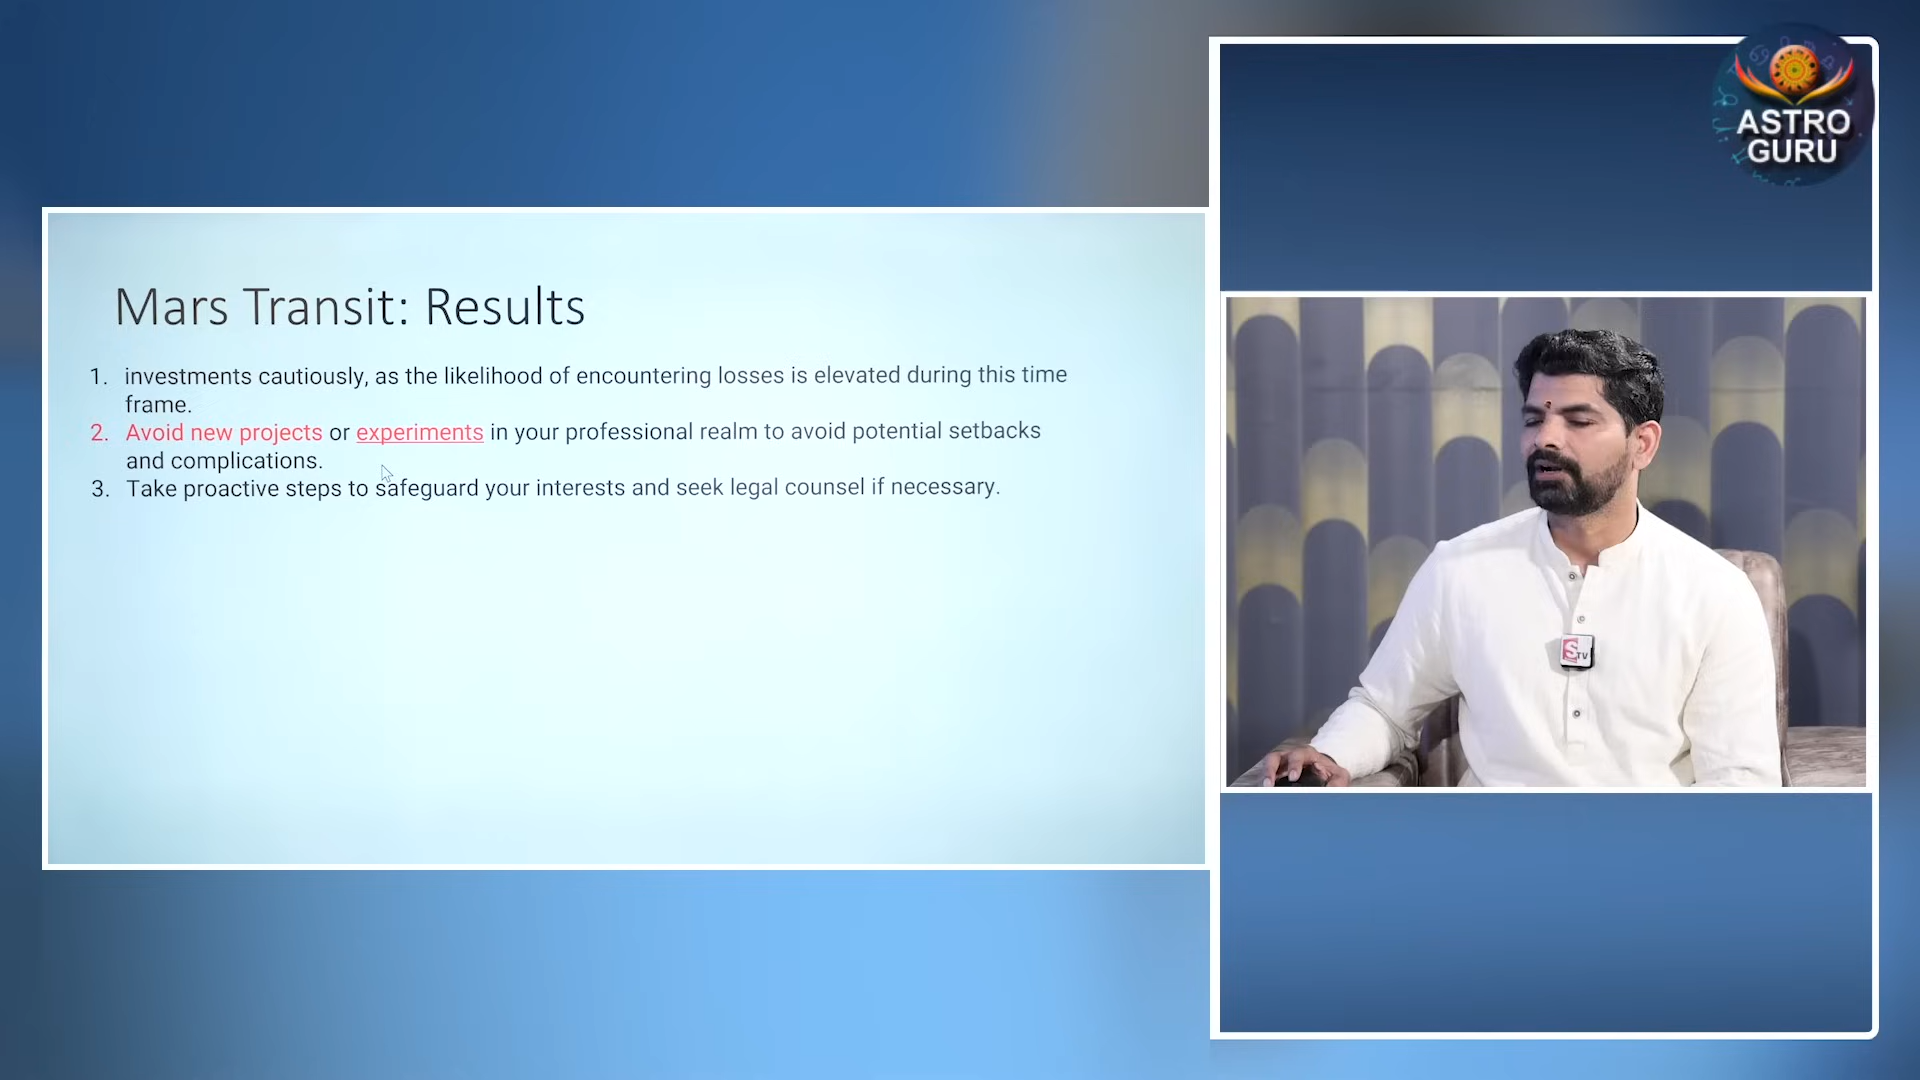 ASTRO
GURU
Mars Transit: Results
1. investments cautiously, as the likelihood of encountering losses is elevated during this time
frame.
2. Avoid new projects or experiments in your professional realm to avoid potential setbacks
and complications.
3. Take proactive steps to safeguard your interests and seek legal counsel if necessary.
S TV